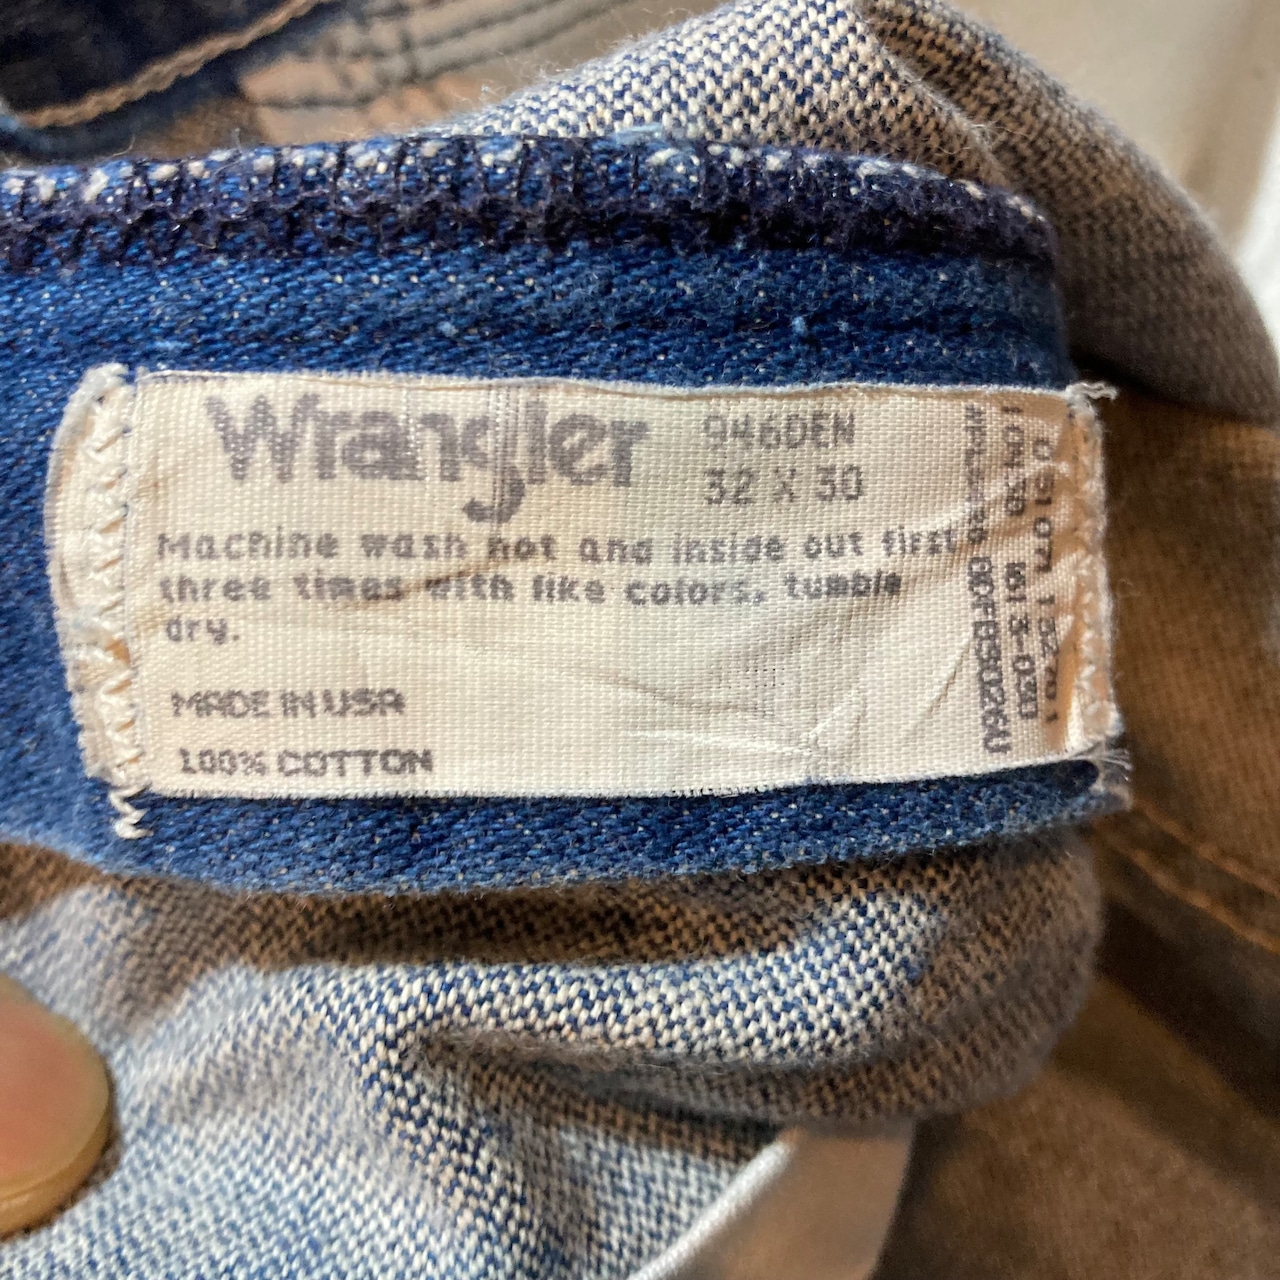 Wrangler
946DEN
32 X 30
Machine wash hot and inside out first
three times with like colors, tumble
dry.
MADE IN USA
100% COTTON